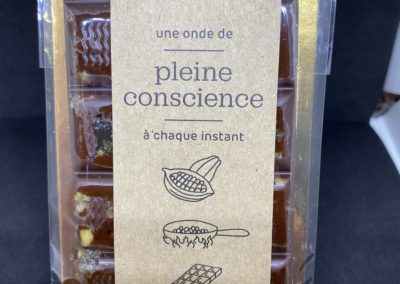 une onde de
pleine
conscience
à chaque instant